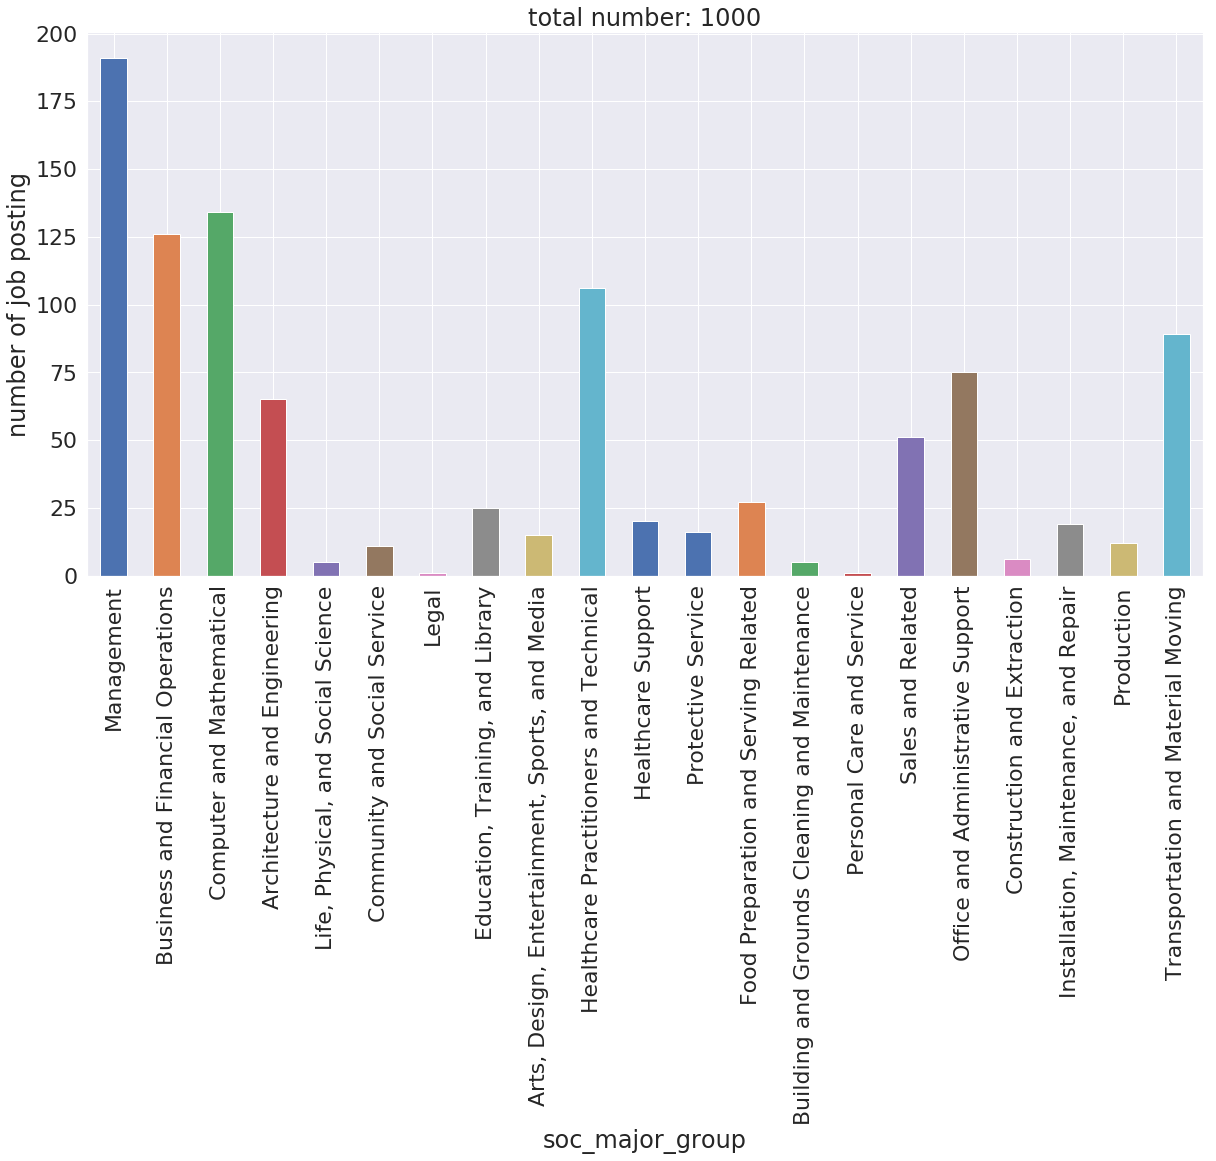 total number: 1000
number of job posting
200
175
150
125
100
75
50
25
0
Management
Business and Financial Operations
Computer and Mathematical
Architecture and Engineering
Life, Physical, and Social Science
Community and Social Service
Legal
Education, Training, and Library
Arts, Design, Entertainment, Sports, and Media
Healthcare Practitioners and Technical
Healthcare Support
Protective Service
Food Preparation and Serving Related
Building and Grounds Cleaning and Maintenance
Personal Care and Service
Sales and Related
Office and Administrative Support
Construction and Extraction
Installation, Maintenance, and Repair
Production
Transportation and Material Moving
soc_major_group